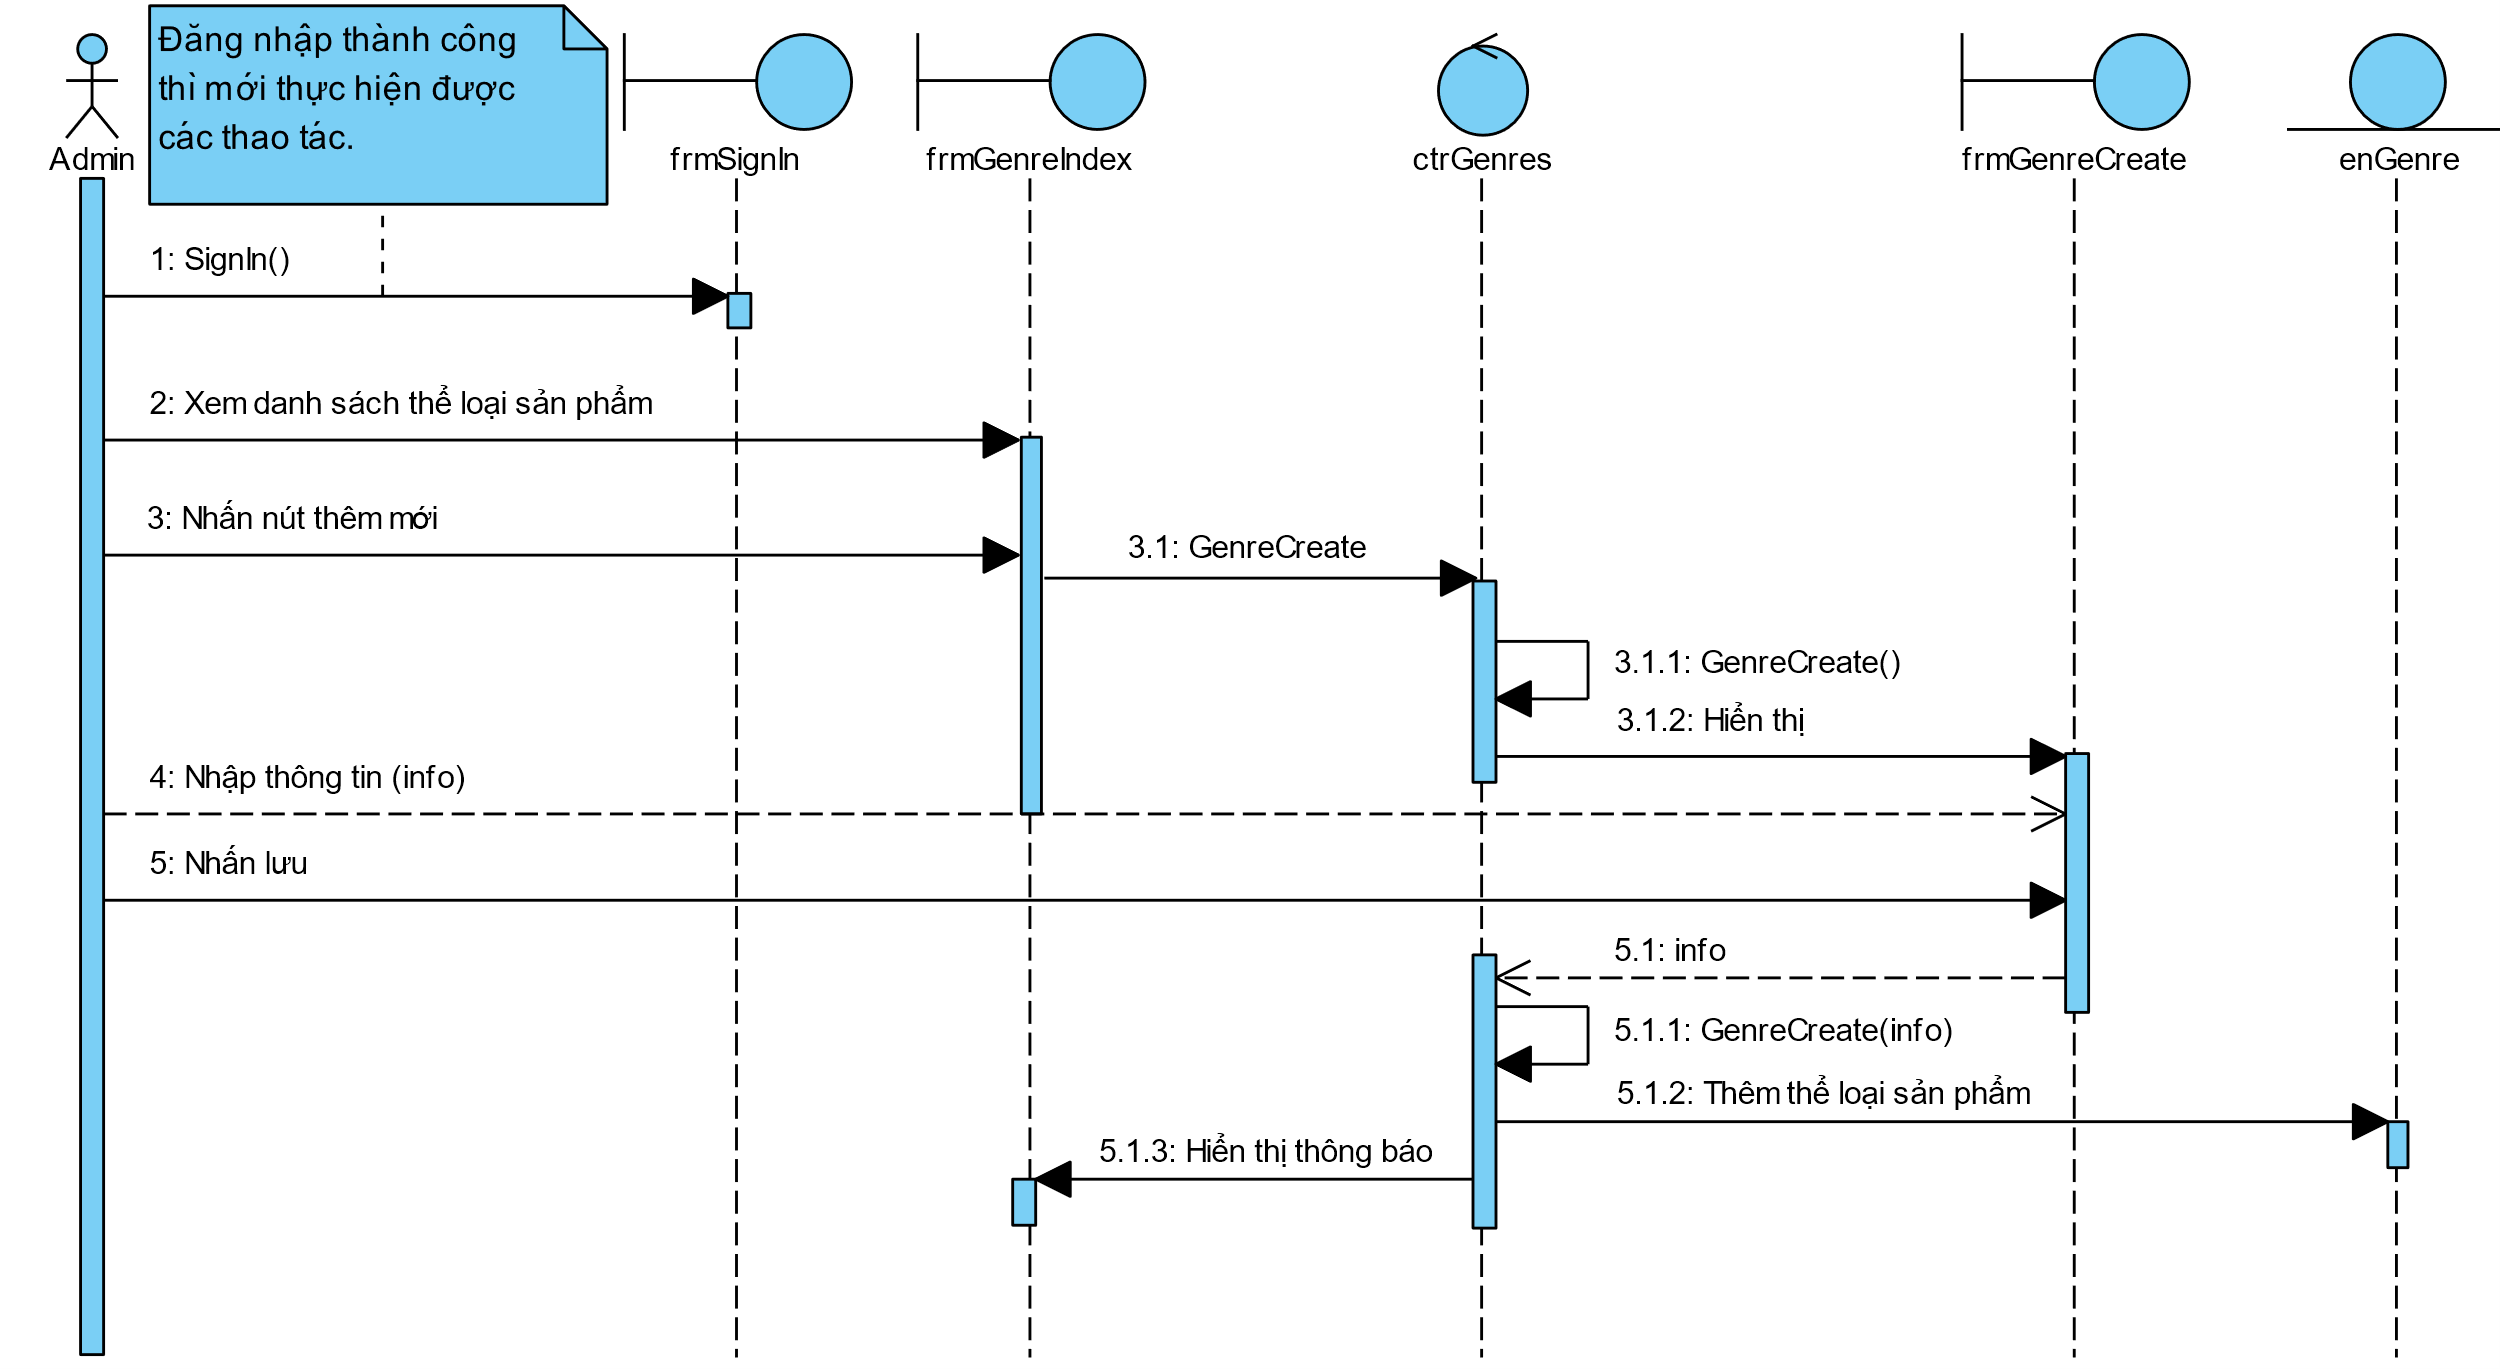 Đăng nhập thành công
thì mới thực hiện được
các thao tác.
Admin
frmSignIn
frmGenreIndex
ctrGenres
frmGenreCreate
enGenre
1: SignIn()
2: Xem danh sách thể loại sản phẩm
3: Nhấn nút thêm mới
3.1: GenreCreate
3.1.1: GenreCreate()
3.1.2: Hiển thị
4: Nhập thông tin (info)
5: Nhấn lưu
5.1: info
5.1.1: GenreCreate(info)
5.1.2: Thêm thể loại sản phẩm
5.1.3: Hiển thị thông báo